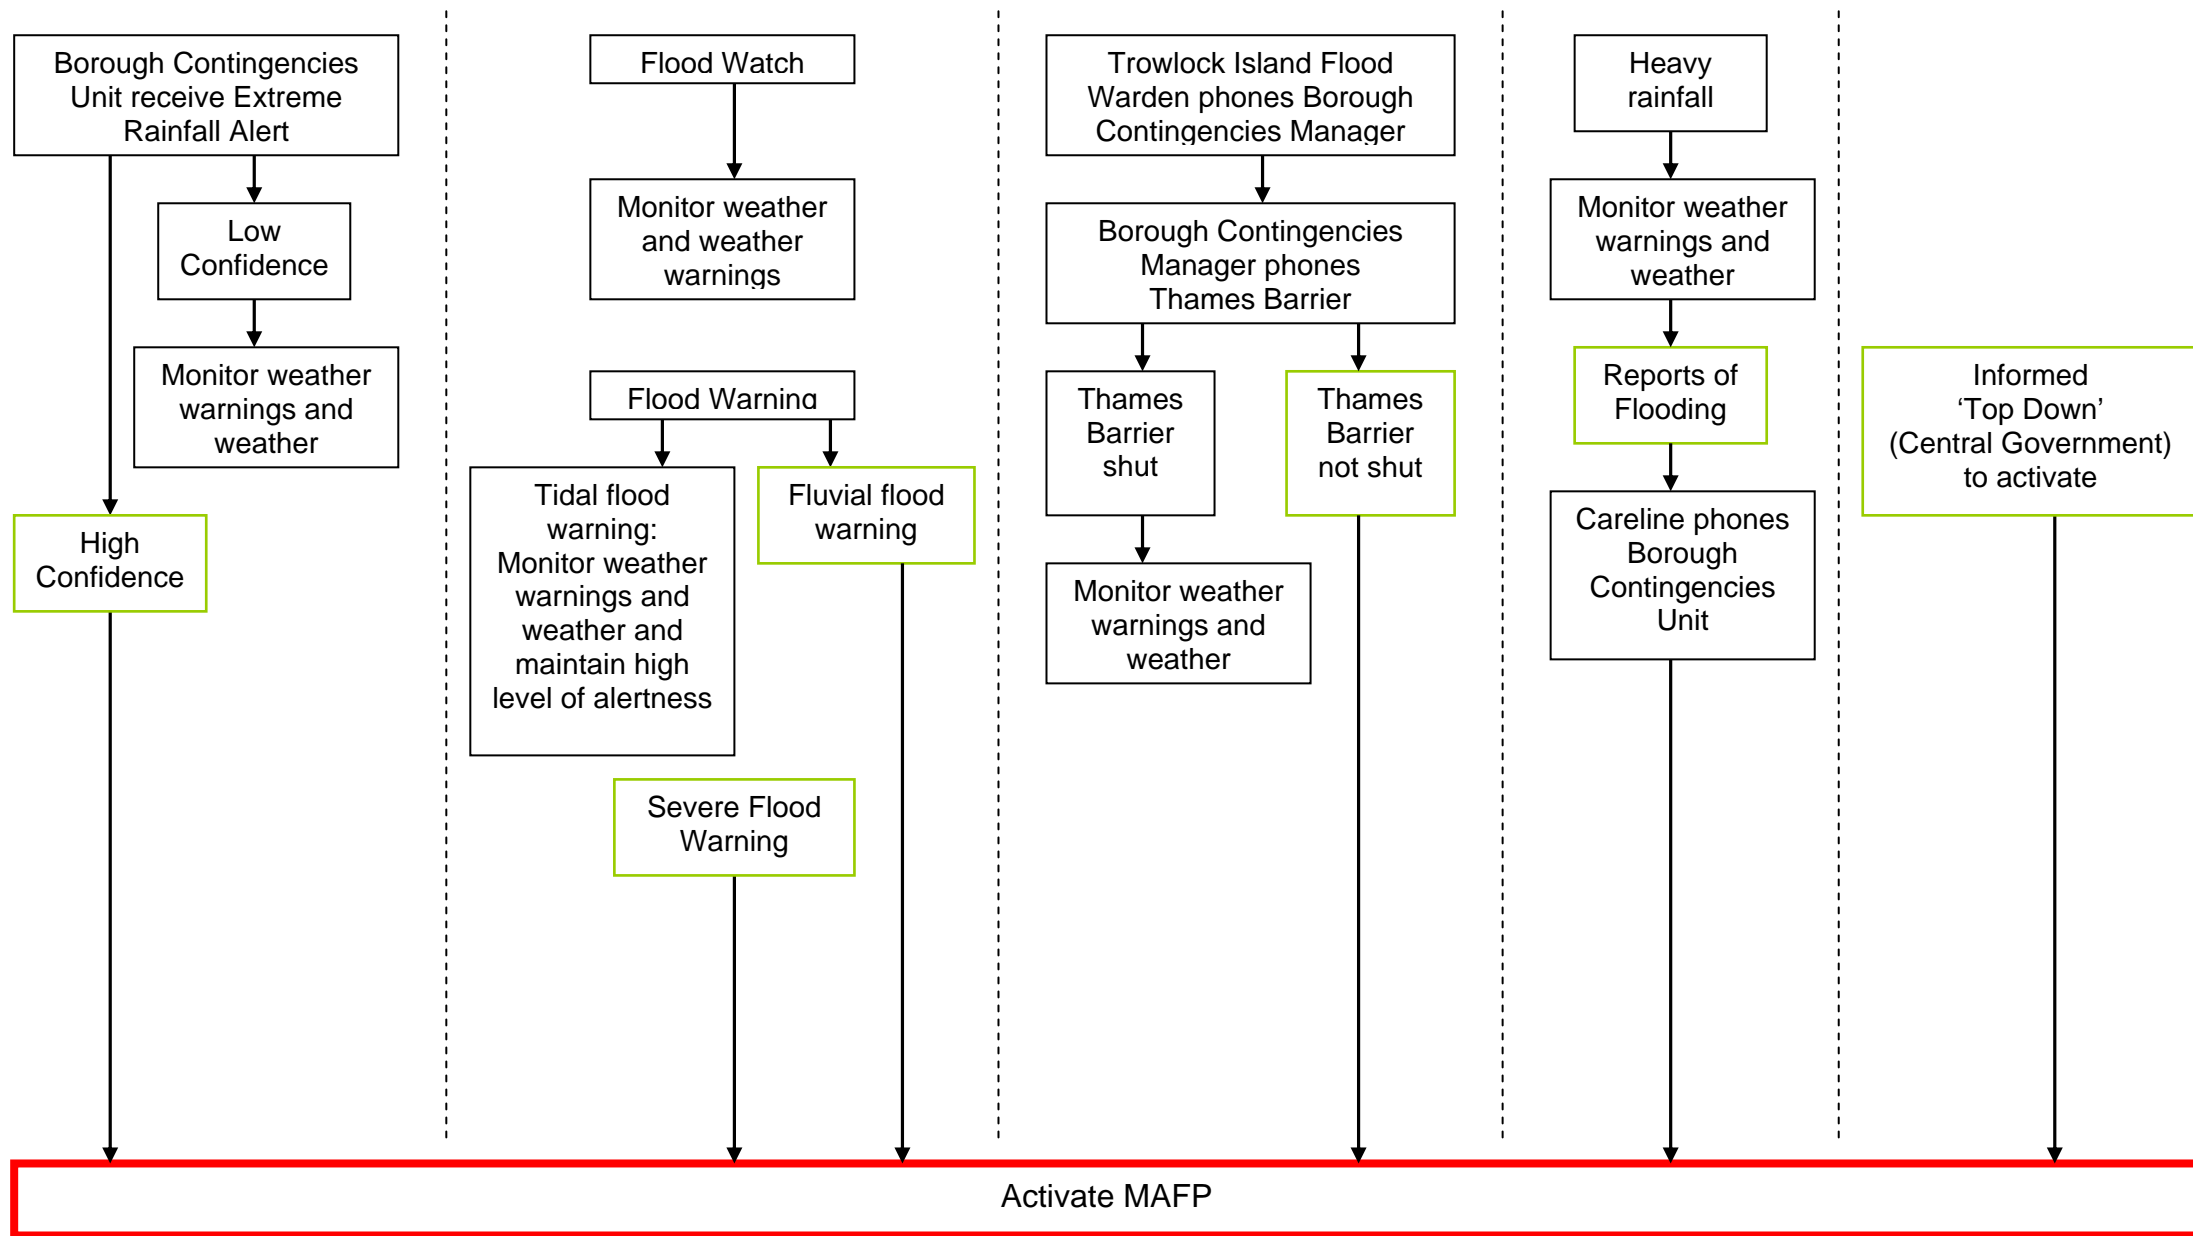 Borough Contingencies
Unit receive Extreme
Rainfall Alert
Low
Confidence
Monitor weather
warnings and
weather
High
Confidence
Flood Watch
Monitor weather
and weather
warnings
Flood Warning
Tidal flood
warning:
Monitor weather
warnings and
weather and
maintain high
level of alertness
Fluvial flood
warning
Severe Flood
Warning
Trowlock Island Flood
Warden phones Borough
Contingencies Manager
Borough Contingencies
Manager phones
Thames Barrier
Thames
Barrier
shut
Thames
Barrier
not shut
Monitor weather
warnings and
weather
Heavy
rainfall
Monitor weather
warnings and
weather
Reports of
Flooding
Careline phones
Borough
Contingencies
Unit
Informed
‘Top Down’
(Central Government)
to activate
Activate MAFP